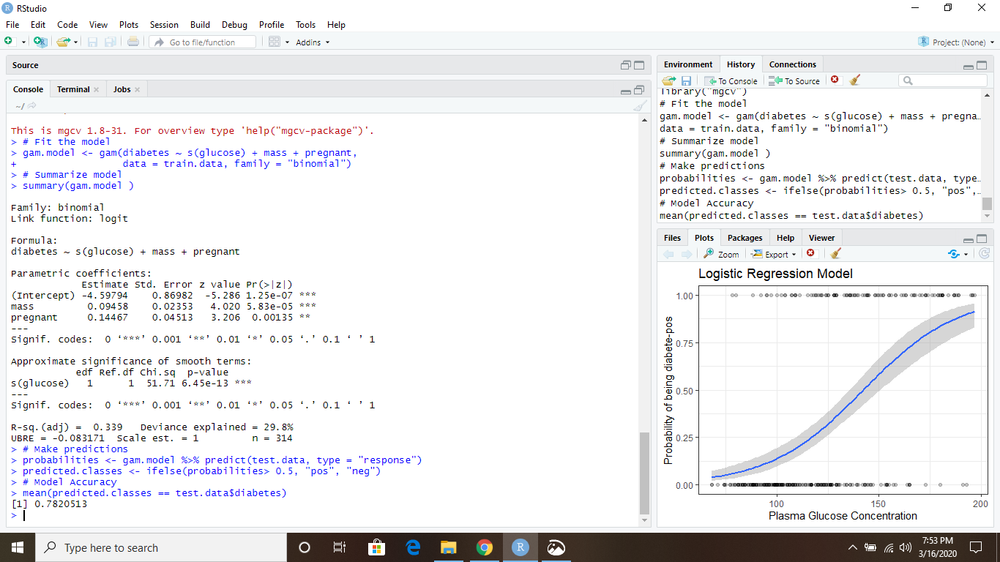 RStudio
File Edit Code View Plots Session Build Debug Profile Tools Help
Go to file/function Addins Project: (None)
Source
Console Terminal Jobs
~/
This is mgcv 1.8-31. For overview type 'help("mgcv-package")'.
> # Fit the model
> gam.model <- gam(diabetes ~ s(glucose) + mass + pregnant,
+ data = train.data, family = "binomial")
> # Summarize model
> summary(gam.model )
Family: binomial
Link function: logit
Formula:
diabetes ~ s(glucose) + mass + pregnant
Parametric coefficients:
Estimate Std. Error z value Pr(>|z|)
(Intercept) -4.59794 0.86982 -5.286 1.25e-07 ***
mass 0.09458 0.02353 4.020 5.83e-05 ***
pregnant 0.14467 0.04513 3.206 0.00135 **
---
Signif. codes: 0 ‘***’ 0.001 ‘**’ 0.01 ‘*’ 0.05 ‘.’ 0.1 ‘ ’ 1
Approximate significance of smooth terms:
edf Ref.df Chi.sq p-value
s(glucose) 1 1 51.71 6.45e-13 ***
---
Signif. codes: 0 ‘***’ 0.001 ‘**’ 0.01 ‘*’ 0.05 ‘.’ 0.1 ‘ ’ 1
R-sq.(adj) = 0.339 Deviance explained = 29.8%
UBRE = -0.083171 Scale est. = 1 n = 314
> # Make predictions
> probabilities <- gam.model %>% predict(test.data, type = "response")
> predicted.classes <- ifelse(probabilities> 0.5, "pos", "neg")
> # Model Accuracy
> mean(predicted.classes == test.data$diabetes)
[1] 0.7820513
>
Environment History Connections
To Console To Source
library("mgcv")
# Fit the model
gam.model <- gam(diabetes ~ s(glucose) + mass + pregna…
data = train.data, family = "binomial")
# Summarize model
summary(gam.model )
# Make predictions
probabilities <- gam.model %>% predict(test.data, type…
predicted.classes <- ifelse(probabilities> 0.5, "pos",…
# Model Accuracy
mean(predicted.classes == test.data$diabetes)
Files Plots Packages Help Viewer
Zoom Export
Logistic Regression Model
Probability of being diabete-pos
1.00
0.75
0.50
0.25
0.00
100 150 200
Plasma Glucose Concentration
Type here to search
7:53 PM
3/16/2020